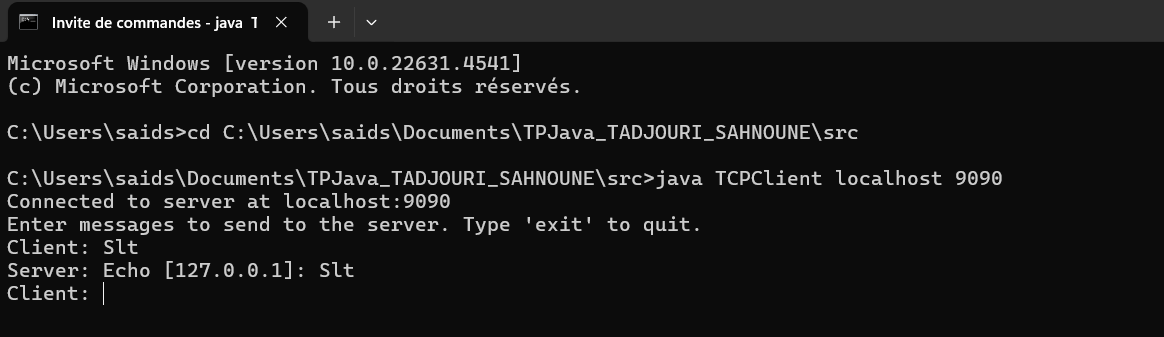 Invite de commandes - java T
Microsoft Windows [version 10.0.22631.4541]
(c) Microsoft Corporation. Tous droits réservés.
C:\Users\saids>cd C:\Users\saids\Documents\TPJava_TADJOURI_SAHNOUNE\src
C:\Users\saids\Documents\TPJava_TADJOURI_SAHNOUNE\src>java TCPClient localhost 9090
Connected to server at localhost:9090
Enter messages to send to the server. Type 'exit' to quit.
Client: Slt
Server: Echo [127.0.0.1]: Slt
Client: